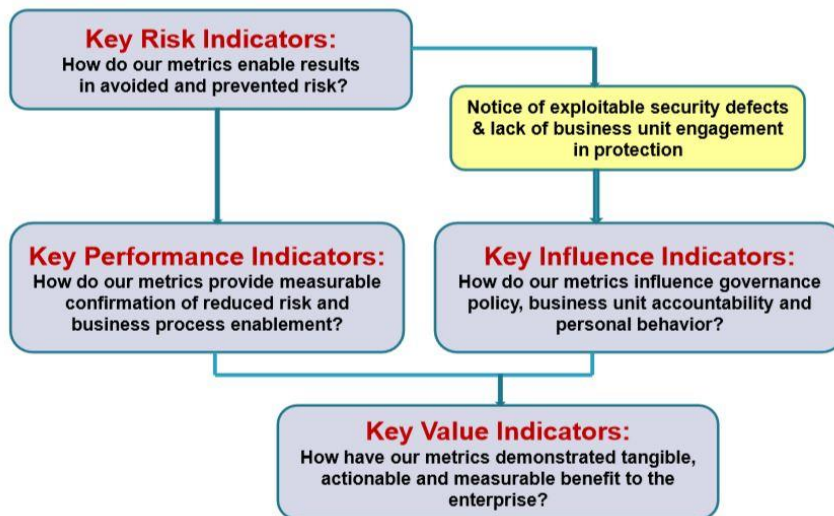 Key Risk Indicators:
How do our metrics enable results
in avoided and prevented risk?
Notice of exploitable security defects
& lack of business unit engagement
in protection
Key Performance Indicators:
How do our metrics provide measurable
confirmation of reduced risk and
business process enablement?
Key Influence Indicators:
How do our metrics influence governance
policy, business unit accountability and
personal behavior?
Key Value Indicators:
How have our metrics demonstrated tangible,
actionable and measurable benefit to the
enterprise?